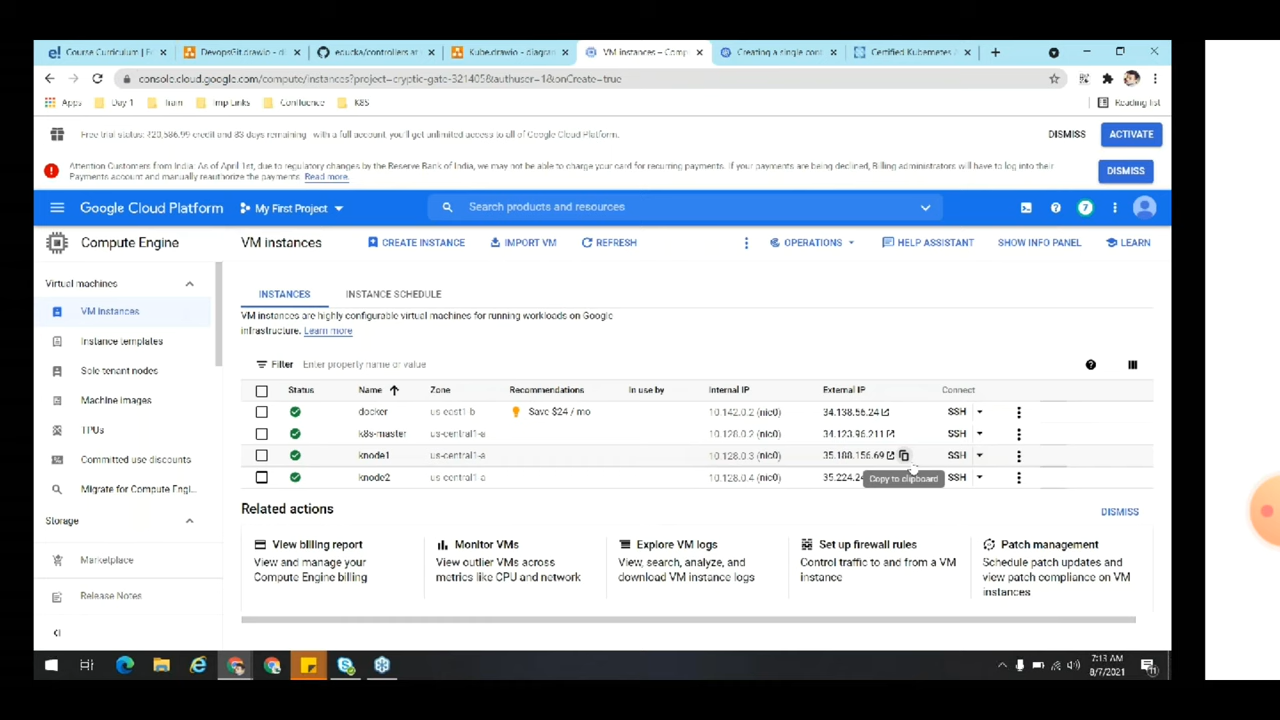 Course Curriculum | E
DevopsGit.drawio - di
educka/controllers at
Kube.drawio - diagram
VM instances – Comp
Creating a single con
Certified Kubernetes
console.cloud.google.com/compute/instances?project=cryptic-gate-321405&authuser=1&onCreate=true
Apps Day 1 Train Imp Links Confluence K8S Reading list
Free trial status: ₹20,586.99 credit and 83 days remaining - with a full account, you'll get unlimited access to all of Google Cloud Platform. DISMISS ACTIVATE
Attention Customers from India. As of April 1st, due to regulatory changes by the Reserve Bank of India, we may not be able to charge your card for recurring payments. If your payments are being declined, Billing administrators will have to log into their
Payments account and manually reauthorize the payments. Read more. DISMISS
Google Cloud Platform My First Project Search products and resources 7
Compute Engine VM instances CREATE INSTANCE IMPORT VM REFRESH OPERATIONS HELP ASSISTANT SHOW INFO PANEL LEARN
Virtual machines
VM instances
Instance templates
Sole tenant nodes
Machine images
TPUs
Committed use discounts
Migrate for Compute Engi...
Storage
Marketplace
Release Notes
INSTANCES INSTANCE SCHEDULE
VM instances are highly configurable virtual machines for running workloads on Google
infrastructure. Learn more
Filter Enter property name or value
Status Name Zone Recommendations In use by Internal IP External IP Connect
docker us-east1-b Save $24 / mo 10.142.0.2 (nic0) 34.138.56.24 SSH
k8s-master us-central1-a 10.128.0.2 (nic0) 34.123.96.211 SSH
knode1 us-central1-a 10.128.0.3 (nic0) 35.188.156.69 SSH
knode2 us-central1-a 10.128.0.4 (nic0) 35.224.2 SSH
Copy to clipboard
Related actions DISMISS
View billing report
View and manage your
Compute Engine billing
Monitor VMs
View outlier VMs across
metrics like CPU and network
Explore VM logs
View, search, analyze, and
download VM instance logs
Set up firewall rules
Control traffic to and from a VM
instance
Patch management
Schedule patch updates and
view patch compliance on VM
instances
7:13 AM
8/7/2021
11